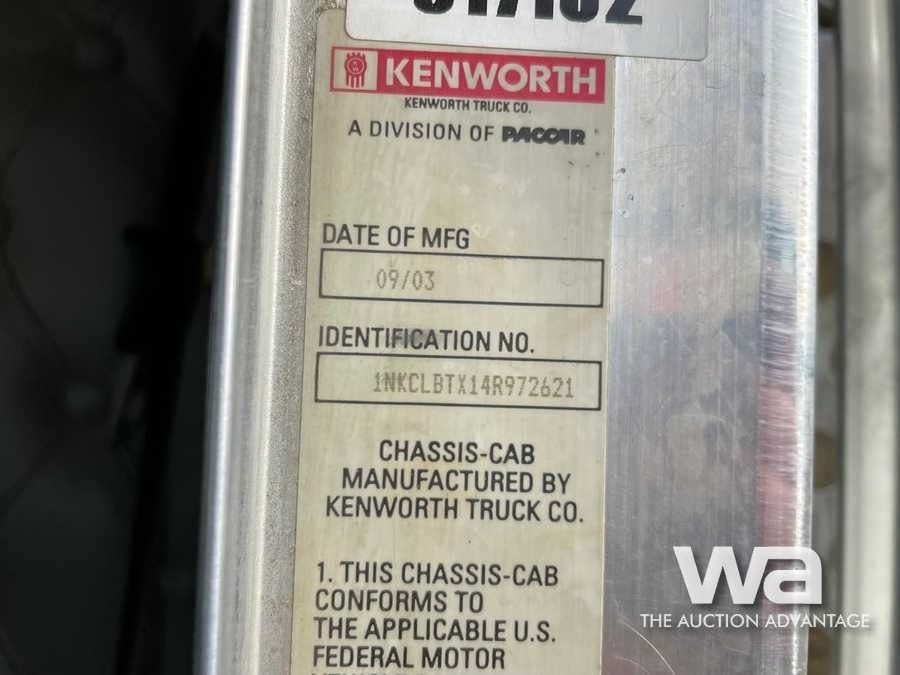 KENWORTH
KENWORTH TRUCK CO.
A DIVISION OF PACCAR
DATE OF MFG
09/03
IDENTIFICATION NO.
1NKCLBTX14R972621
CHASSIS-CAB
MANUFACTURED BY
KENWORTH TRUCK CO.
1. THIS CHASSIS-CAB
CONFORMS TO
THE APPLICABLE U.S.
FEDERAL MOTOR
wa
THE AUCTION ADVANTAGE